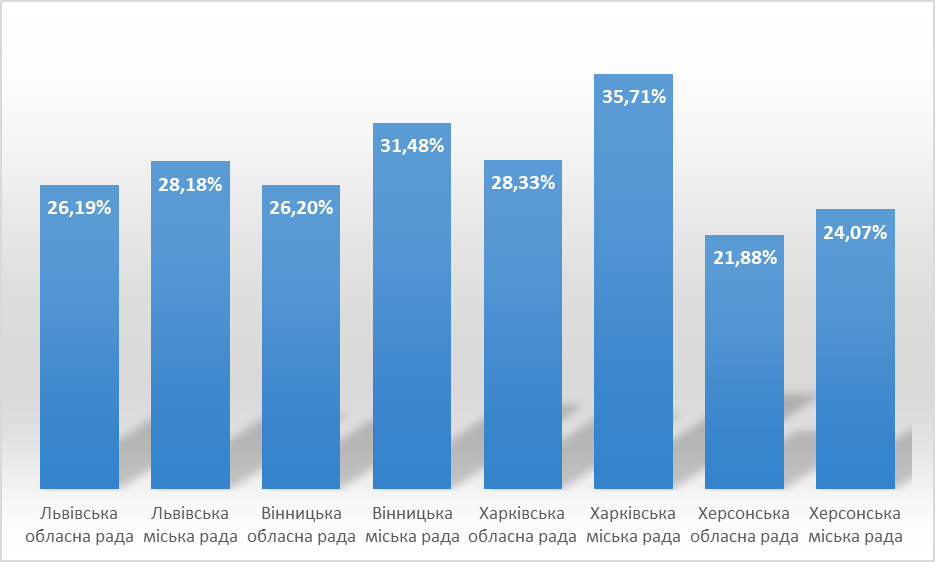 26,19%
28,18%
26,20%
31,48%
28,33%
35,71%
21,88%
24,07%
Львівська
обласна рада
Львівська
міська рада
Вінницька
обласна рада
Вінницька
міська рада
Харківська
обласна рада
Харківська
міська рада
Херсонська
обласна рада
Херсонська
міська рада